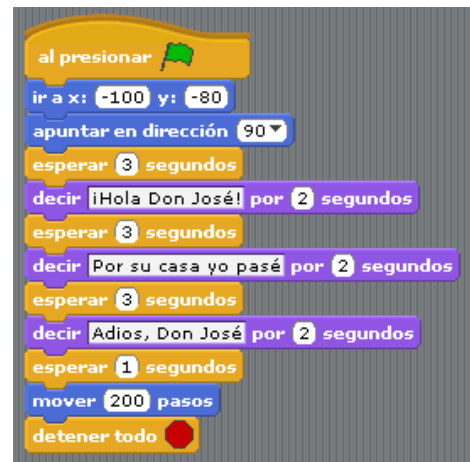 al presionar
ir a x: -100 y: -80
apuntar en dirección 90
esperar 3 segundos
decir ¡Hola Don José! por 2 segundos
esperar 3 segundos
decir Por su casa yo pasé por 2 segundos
esperar 3 segundos
decir Adios, Don José por 2 segundos
esperar 1 segundos
mover 200 pasos
detener todo